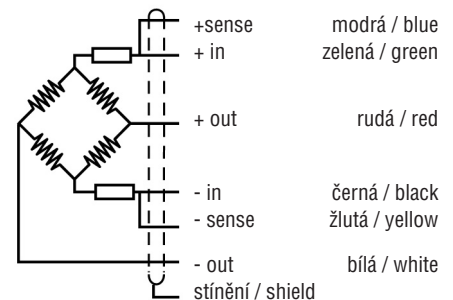 +sense modrá / blue
+ in zelená / green
+ out rudá / red
- in černá / black
- sense žlutá / yellow
- out bílá / white
stínění / shield